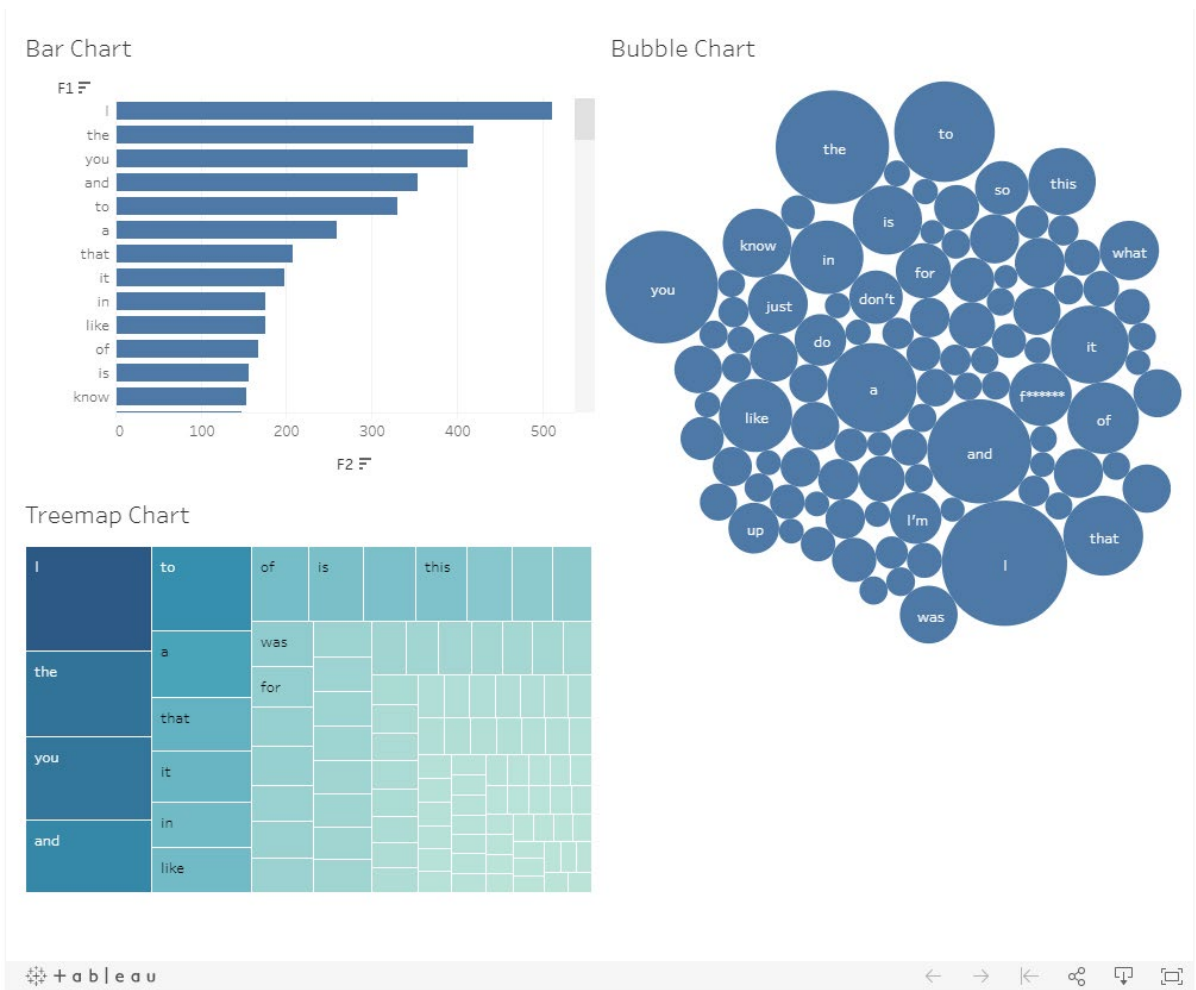 Bar Chart
F1
I
the
you
and
to
a
that
it
in
like
of
is
know
0 100 200 300 400 500
F2
Bubble Chart
the
to
so
this
is
know
in
what
you
for
just
don't
do
it
a
f******
like
of
and
I'm
up
that
I
was
Treemap Chart
I
to
of
is
this
was
a
the
for
that
you
it
in
and
like
+ a b l e a u